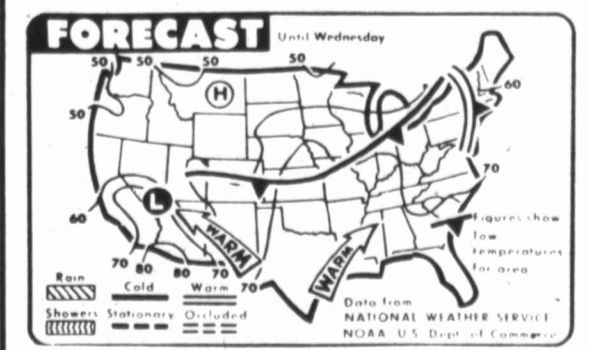 FORECAST
Until Wednesday
50 50 50 50
H
60
50
70
L
60
WARM
WARM
Figures show
low
temperatures
for area
70 80 80 70 70
Rain Cold Warm
Showers Stationary Occluded
Data from
NATIONAL WEATHER SERVICE
NOAA U S Dept of Commerce